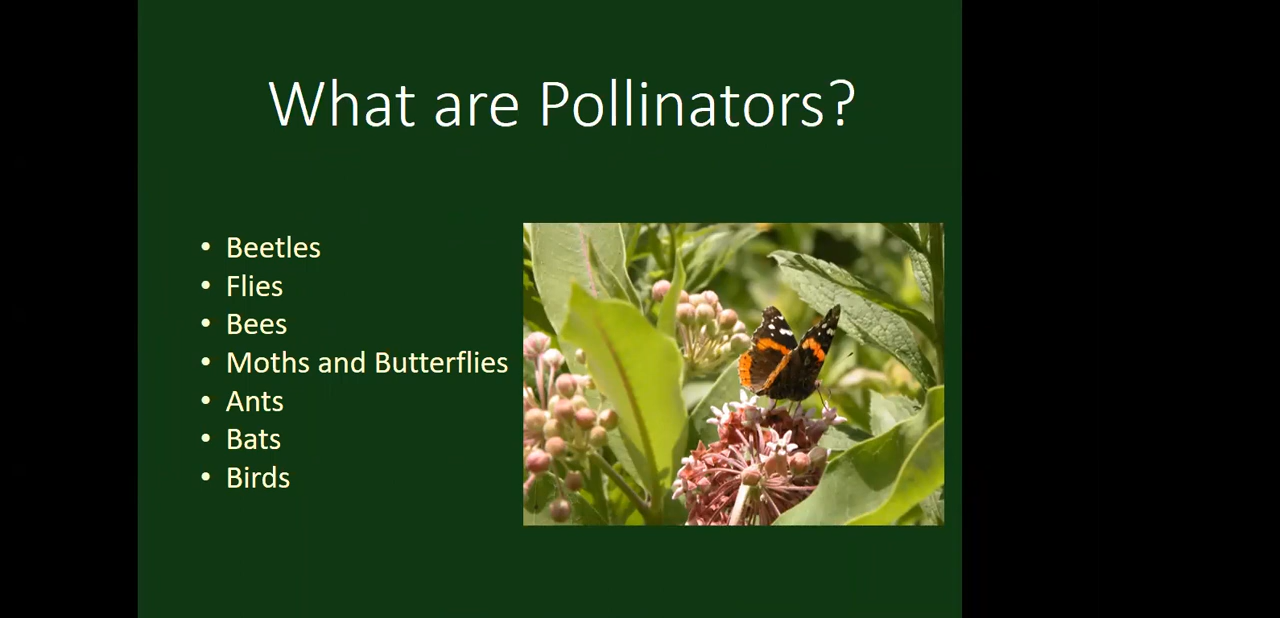 What are Pollinators?
• Beetles
• Flies
• Bees
• Moths and Butterflies
• Ants
• Bats
• Birds